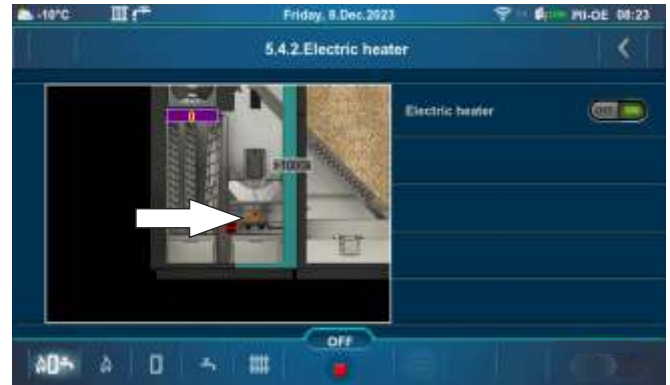 -10°C Friday, 8.Dec.2023 PU-OE 08:23
5.4.2.Electric heater
0
Electric heater OFF ON
OFF